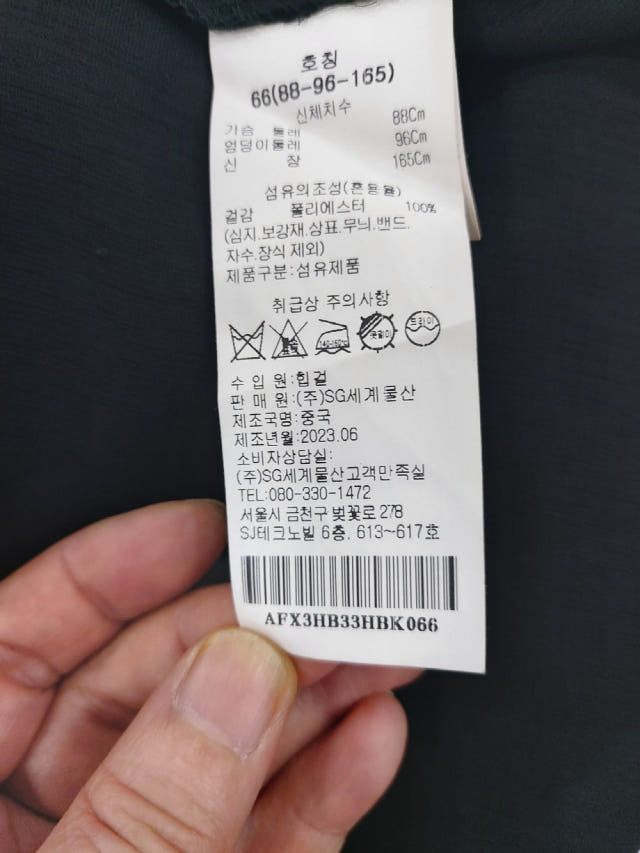 호칭
66(88-96-165)
신체치수
가슴 둘레 88Cm
엉덩이둘레 96Cm
신 장 165Cm
섬유의조성(혼용율)
겉감 폴리에스터 100%
(심지.보강재.상표.무늬.밴드.
자수.장식 제외)
제품구분:섬유제품
취급상 주의사항
140~160℃ 드라이
수 입 원:힙걸
판 매 원:(주)SG세계물산
제조국명:중국
제조년월:2023.06
소비자상담실:
(주)SG세계물산고객만족실
TEL:080-330-1472
서울시 금천구 벚꽃로 278
SJ테크노빌 6층, 613~617호
AFX3HB33HBK066